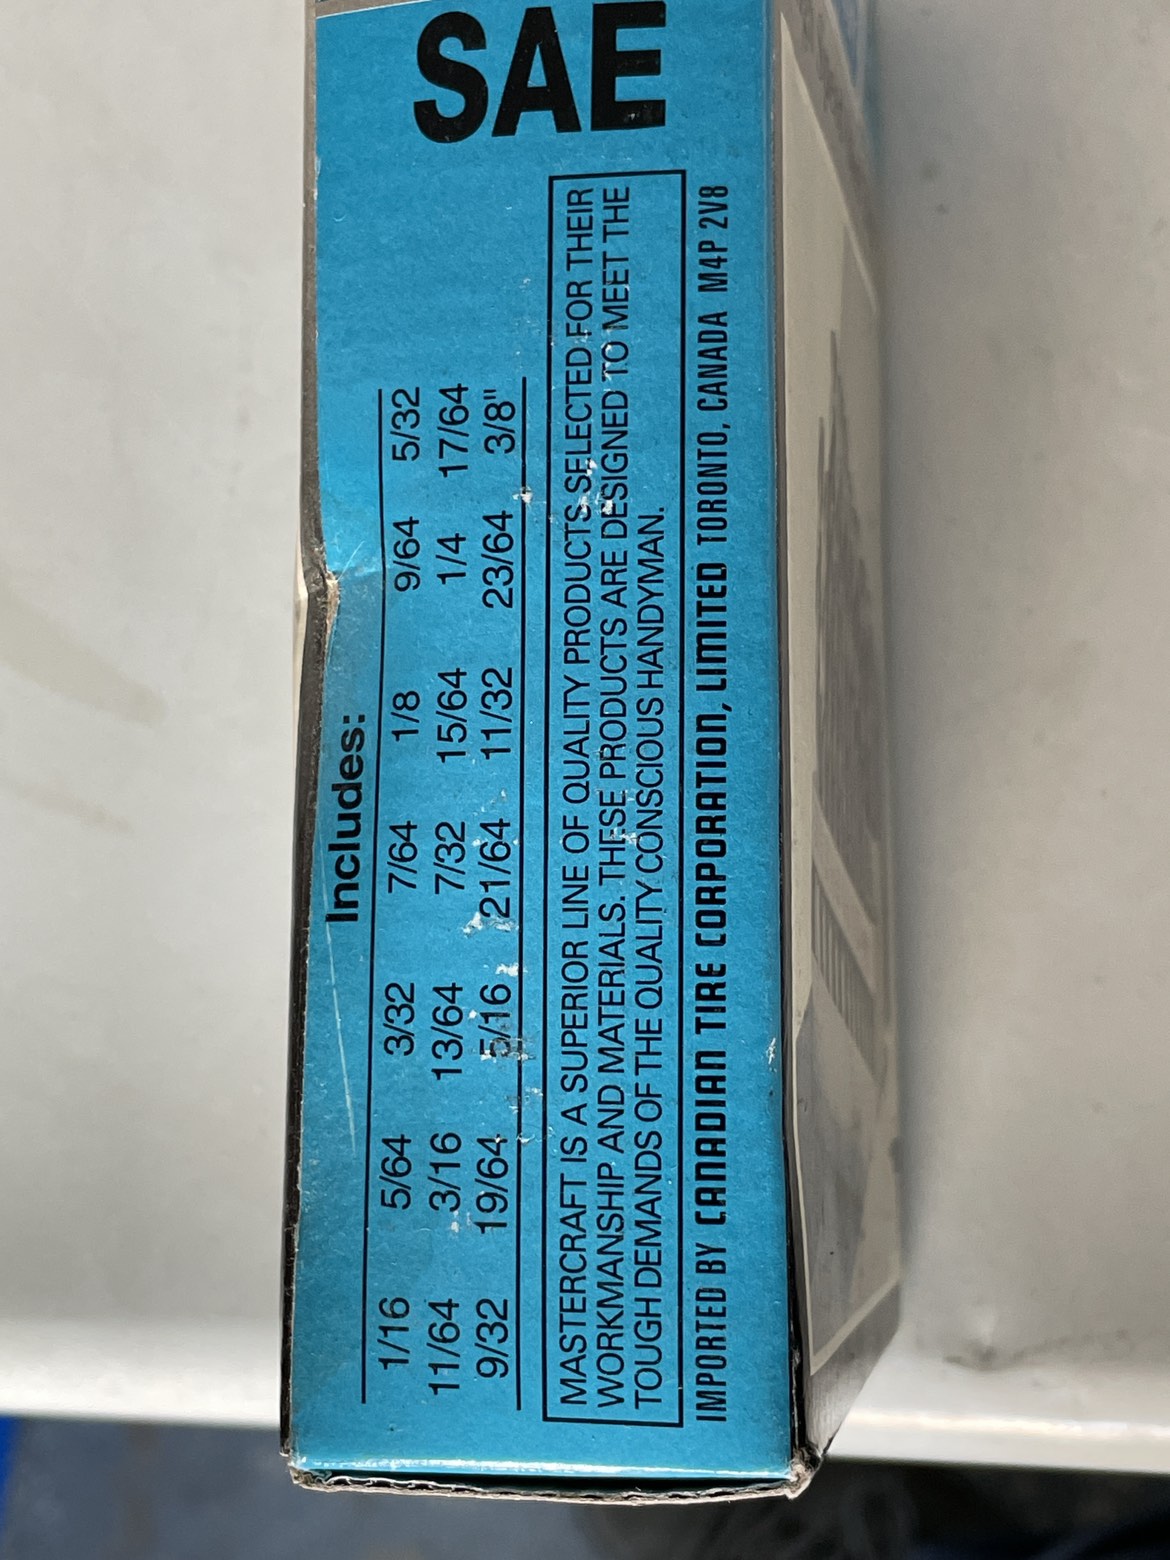 SAE
Includes:
1/16 5/64 3/32 7/64 1/8 9/64 5/32
11/64 3/16 13/64 7/32 15/64 1/4 17/64
9/32 19/64 5/16 21/64 11/32 23/64 3/8"
MASTERCRAFT IS A SUPERIOR LINE OF QUALITY PRODUCTS SELECTED FOR THEIR
WORKMANSHIP AND MATERIALS. THESE PRODUCTS ARE DESIGNED TO MEET THE
TOUGH DEMANDS OF THE QUALITY CONSCIOUS HANDYMAN.
IMPORTED BY CANADIAN TIRE CORPORATION, LIMITED TORONTO, CANADA M4P 2V8